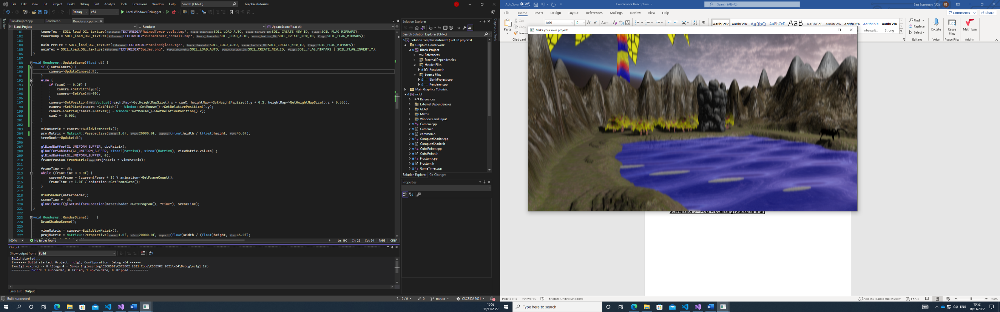 File Edit View Git Project Build Debug Test Analyze Tools Extensions Window Help Search (Ctrl+Q) GraphicsTutorials BS
Debug x64 Local Windows Debugger
BlankProject.cpp Renderer.h Renderer.cpp
Blank Project Renderer UpdateScene(float dt)
181 towerTex = SOIL_load_OGL_texture(filename:TEXTUREDIR"RuinedTower_vcols.bmp", force_channels:SOIL_LOAD_AUTO, reuse_texture_ID:SOIL_CREATE_NEW_ID, flags:SOIL_FLAG_MIPMAPS);
182 towerBump = SOIL_load_OGL_texture(filename:TEXTUREDIR"RuinedTower_normals.bmp", force_channels:SOIL_LOAD_AUTO, reuse_texture_ID:SOIL_CREATE_NEW_ID, flags:SOIL_FLAG_MIPMAPS);
183
184 mainTreeTex = SOIL_load_OGL_texture(filename:TEXTUREDIR"stainedglass.tga", force_channels:SOIL_LOAD_AUTO, reuse_texture_ID:SOIL_CREATE_NEW_ID, flags:SOIL_FLAG_MIPMAPS);
185 animTex = SOIL_load_OGL_texture(filename:TEXTUREDIR"Spider.png", force_channels:SOIL_LOAD_AUTO, reuse_texture_ID:SOIL_CREATE_NEW_ID, flags:SOIL_FLAG_MIPMAPS | SOIL_FLAG_INVERT_Y);
186 }
187
188 void Renderer::UpdateScene(float dt) {
189 if (!autoCamera) {
190 camera->UpdateCamera(dt);
191 }
192 else {
193 if (camX == 0.2f) {
194 camera->SetPitch(p:0);
195 camera->SetYaw(y:-90);
196 }
197 camera->SetPosition(val:Vector3(heightMap->GetHeightMapSize().x * camX, heightMap->GetHeightMapSize().y * 0.2, heightMap->GetHeightMapSize().z * 0.55));
198 camera->SetPitch(camera->GetPitch() - Window::GetMouse()->GetRelativePosition().y);
199 camera->SetYaw(camera->GetYaw() - Window::GetMouse()->GetRelativePosition().x);
200 camX += 0.001;
201 }
202
203 viewMatrix = camera->BuildViewMatrix();
204 projMatrix = Matrix4::Perspective(znear:1.0f, zfar:20000.0f, aspect:(float)width / (float)height, fov:45.0f);
205 treeRoot->Update(dt);
206
207 glBindBuffer(GL_UNIFORM_BUFFER, uboMatrix);
208 glBufferSubData(GL_UNIFORM_BUFFER, sizeof(Matrix4), sizeof(Matrix4), viewMatrix.values) ;
209 glBindBuffer(GL_UNIFORM_BUFFER, 0);
210 frameFrustum.FromMatrix(mvp:projMatrix * viewMatrix);
211
212 frameTime -= dt;
213 while (frameTime < 0.0f) {
214 currentFrame = (currentFrame + 1) % animation->GetFrameCount();
215 frameTime += 1.0f / animation->GetFrameRate();
216 }
217
218 BindShader(waterShader);
219 sceneTime += dt;
220 glUniform1f(glGetUniformLocation(waterShader->GetProgram(), "time"), sceneTime);
221 }
222
223 void Renderer::RenderScene() {
224 DrawShadowScene();
225
226 viewMatrix = camera->BuildViewMatrix();
227 projMatrix = Matrix4::Perspective(znear:1.0f, zfar:20000.0f, aspect:(float)width / (float)height, fov:45.0f);
100 % No issues found Ln: 190 Ch: 28 Col: 34 TABS CRLF
Output
Show output from: Build
Build started...
1>------ Build started: Project: nclgl, Configuration: Debug x64 ------
1>nclgl.vcxproj -> H:\Stage 4 - Games Engineering\CSC8502\CSC8502 2021 Code\CSC8502 2021\x64\Debug\nclgl.lib
========== Build: 1 succeeded, 0 failed, 1 up-to-date, 0 skipped ==========
Error List Output
Build succeeded 0 / 0 0 master CSC8502 2021
Toolbox
Solution Explorer
Search Solution Explorer (Ctrl+;)
Solution 'GraphicsTutorials' (3 of 18 projects)
Graphics Coursework
Blank Project
References
External Dependencies
Header Files
Renderer.h
Source Files
BlankProject.cpp
Renderer.cpp
Main Graphics Tutorials
nclgl
References
External Dependencies
GLAD
Maths
Windows and Input
Camera.cpp
Camera.h
common.h
ComputeShader.cpp
ComputeShader.h
CubeRobot.cpp
CubeRobot.h
Frustum.cpp
Frustum.h
GameTimer.cpp
Solution Explorer Git Changes
Properties
Diagnostic Tools
10:52
18/11/2022
AutoSave Off Coursework Description Search (Alt+Q) Ben Summers (UG) BS
File Home Insert Design Layout References Mailings Review View Help Comments Share
Paste Cut Copy Format
Clipboard
Arial 12
AaBbCcDc AaBbCcDc AaBbCc AaBbCcD AaB AaBbCcD AaBbCcDc AaBbCcDc AaBbCcDc AaBbCcDc
Intense E... Strong
Find
Replace
Select
Editing
Dictate
Voice
Reuse Files
Reuse Files
MathType
Add-in
Make your own project!
Screenshot 3 – Post Processing (Gaussian Blur)
Page 3 of 3 194 words English (United Kingdom) Add-ins loaded successfully Focus 100%
Type here to search ENG 10:52
18/11/2022